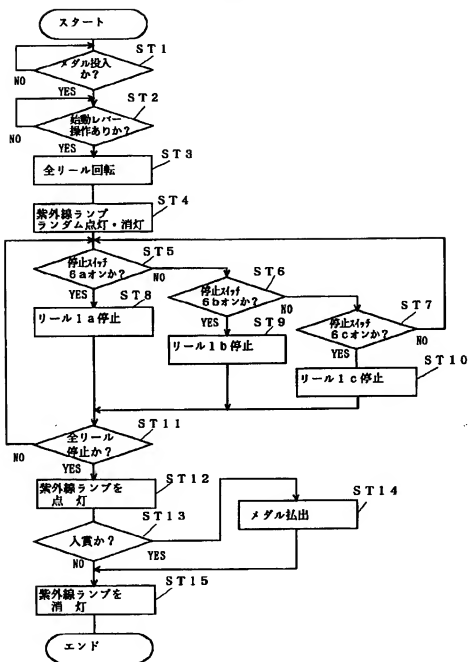 スタート
ST1
メダル投入
か?
NO
YES
ST2
始動レバー
操作ありか?
NO
YES
ST3
全リール回転
ST4
紫外線ランプ
ランダム点灯・消灯
ST5
停止スイッチ
6aオンか?
NO
YES
ST6
停止スイッチ
6bオンか?
NO
YES
ST7
停止スイッチ
6cオンか?
NO
YES
ST8
リール1a停止
ST9
リール1b停止
ST10
リール1c停止
ST11
全リール
停止か?
NO
YES
ST12
紫外線ランプを
点 灯
ST13
入賞か?
YES
NO
ST14
メダル払出
ST15
紫外線ランプを
消 灯
エンド